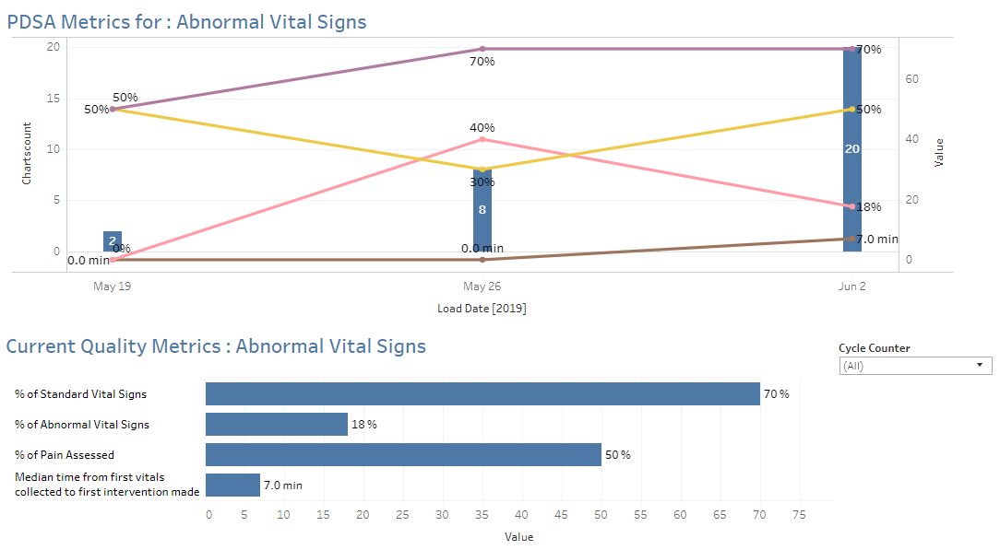 PDSA Metrics for : Abnormal Vital Signs
20
15
10
5
0
Chartscount
50%
50%
70%
70%
40%
50%
30%
18%
2
8
20
0%
0.0 min
0.0 min
7.0 min
60
40
20
0
Value
May 19
May 26
Jun 2
Load Date [2019]
Current Quality Metrics : Abnormal Vital Signs
Cycle Counter
(All)
% of Standard Vital Signs
70 %
% of Abnormal Vital Signs
18 %
% of Pain Assessed
50 %
Median time from first vitals
collected to first intervention made
7.0 min
0 5 10 15 20 25 30 35 40 45 50 55 60 65 70 75
Value